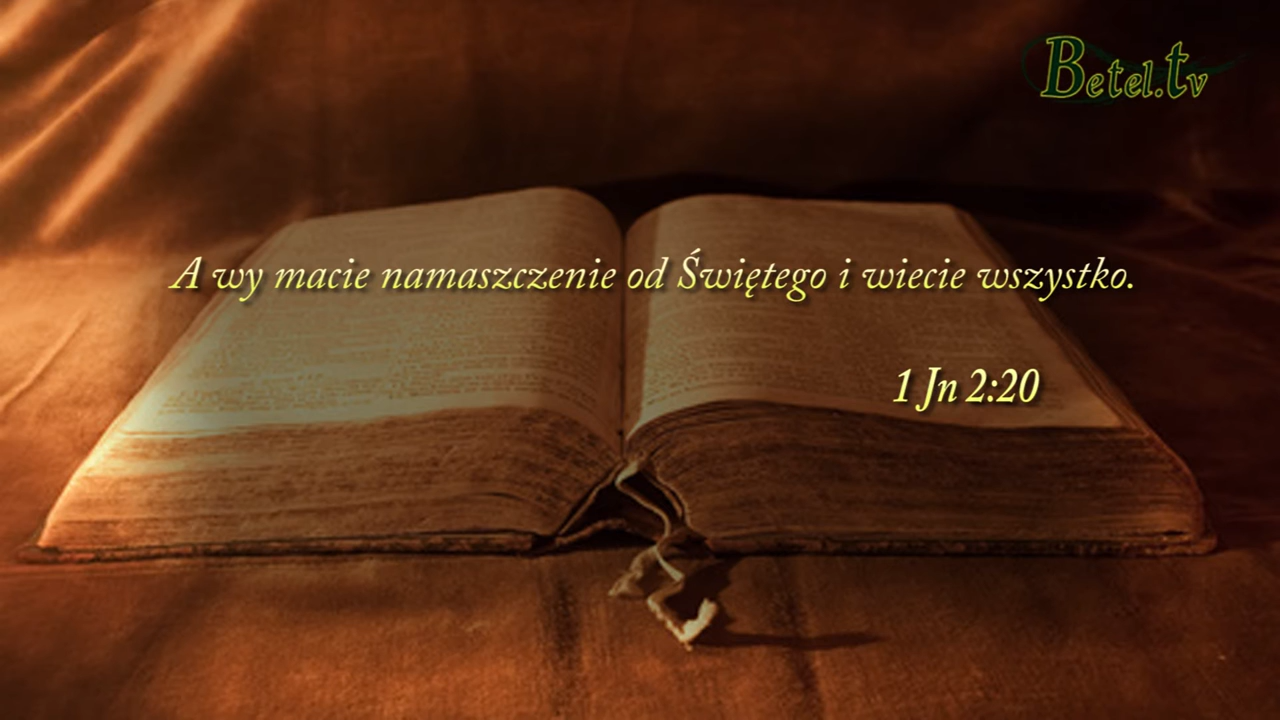 Betel.tv
A wy macie namaszczenie od Świętego i wiecie wszystko.
1 Jn 2:20